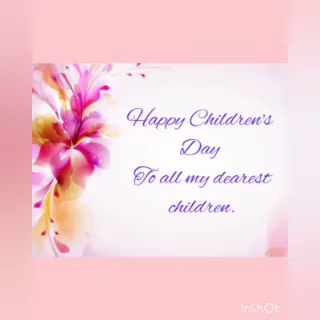 Happy Children's
Day
To all my dearest
children.
InShOt